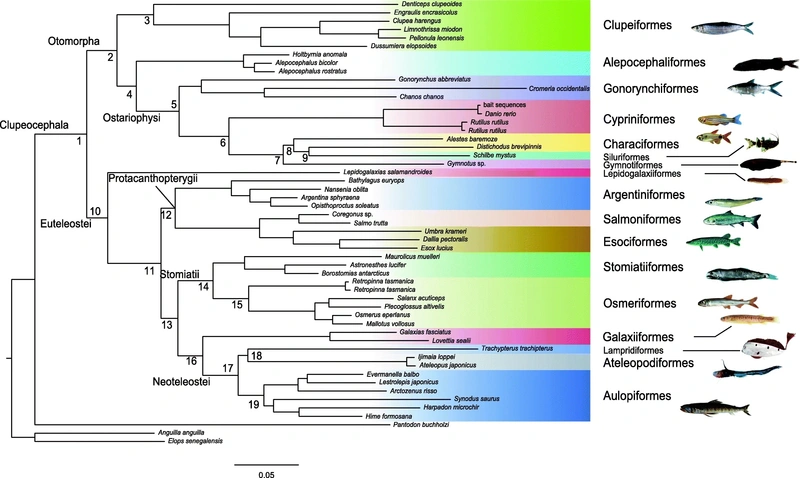 Denticeps clupeoides
Engraulis encrasicolus
Clupea harengus
Limnothrissa miodon
Pellonula leonensis
Dussumiera elopsoides
Holtbyrnia anomala
Alepocephalus bicolor
Alepocephalus rostratus
Gonorynchus abbreviatus
Cromeria occidentalis
Chanos chanos
bait sequences
Danio rerio
Rutilus rutilus
Rutilus rutilus
Alestes baremoze
Distichodus brevipinnis
Schilbe mystus
Gymnotus sp.
Lepidogalaxias salamandroides
Bathylagus euryops
Nansenia oblita
Argentina sphyraena
Opisthoproctus soleatus
Coregonus sp.
Salmo trutta
Umbra krameri
Dallia pectoralis
Esox lucius
Maurolicus muelleri
Astronesthes lucifer
Borostomias antarcticus
Retropinna tasmanica
Retropinna tasmanica
Salanx acuticeps
Plecoglossus altivelis
Osmerus eperlanus
Mallotus vollosus
Galaxias fasciatus
Lovettia sealii
Trachypterus trachipterus
Ijimaia loppei
Ateleopus japonicus
Evermanella balbo
Lestrolepis japonicus
Arctozenus risso
Synodus saurus
Harpadon microchir
Hime formosana
Pantodon buchholzi
Anguilla anguilla
Elops senegalensis
Clupeocephala
Otomorpha
Ostariophysi
Protacanthopterygii
Euteleostei
Stomiatii
Neoteleostei
1
2
3
4
5
6
7
8
9
10
11
12
13
14
15
16
17
18
19
0.05
Clupeiformes
Alepocephaliformes
Gonorynchiformes
Cypriniformes
Characiformes
Siluriformes
Gymnotiformes
Lepidogalaxiiformes
Argentiniformes
Salmoniformes
Esociformes
Stomiatiiformes
Osmeriformes
Galaxiiformes
Lampridiformes
Ateleopodiformes
Aulopiformes